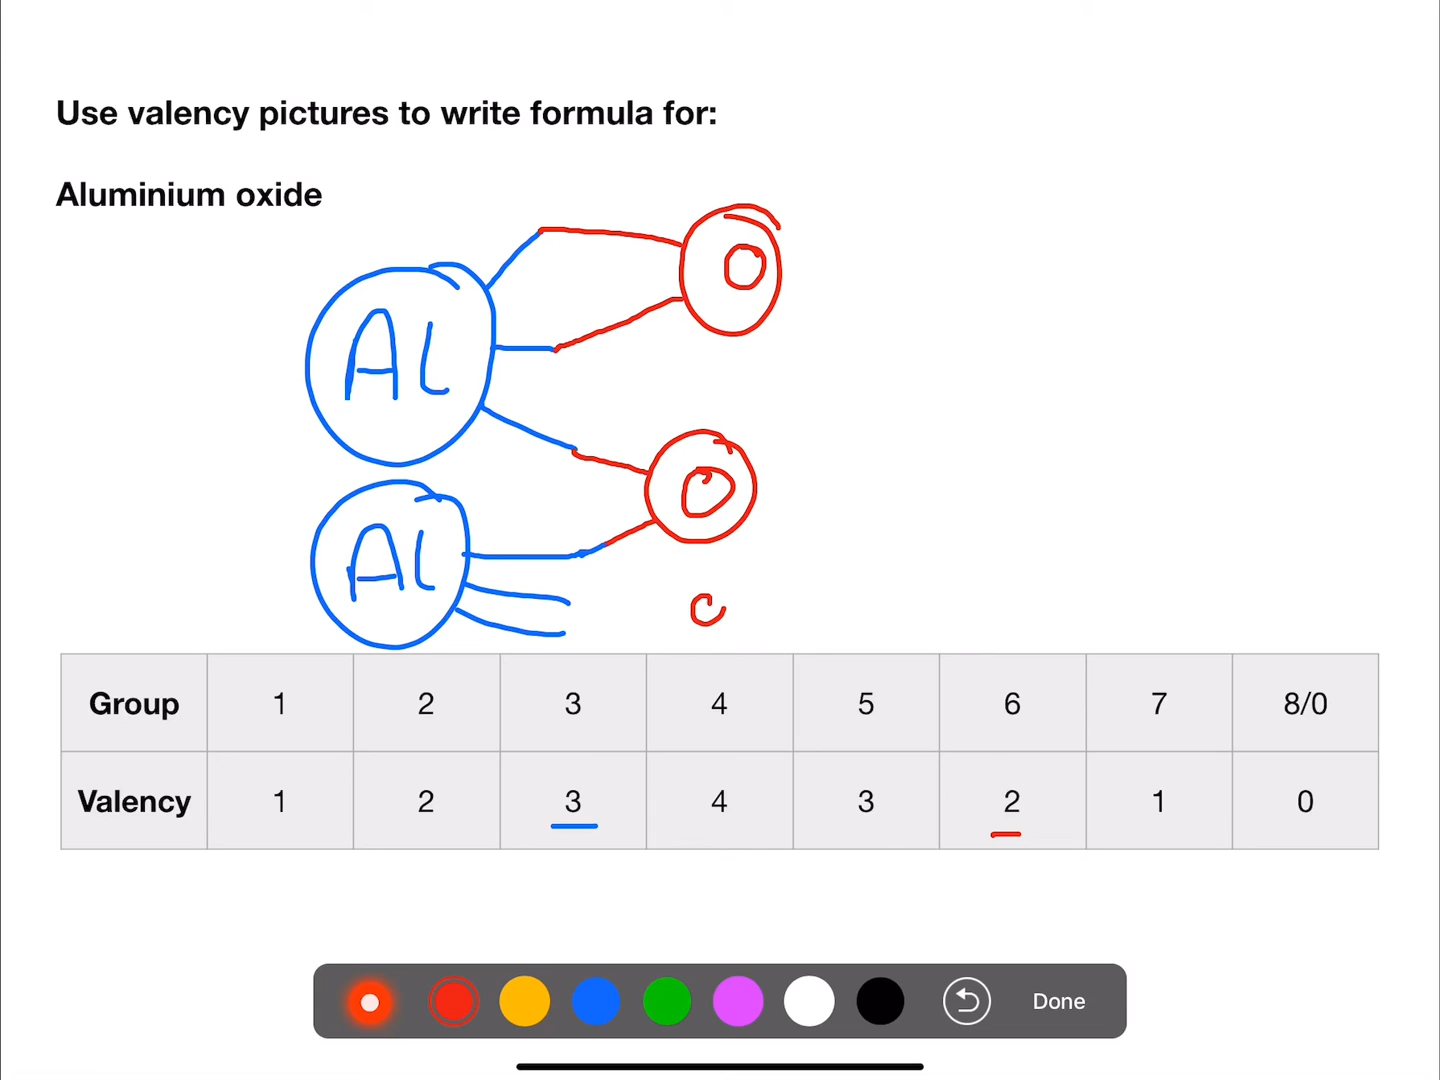 Use valency pictures to write formula for:
Aluminium oxide
O
Al
O
Al
Group 1 2 3 4 5 6 7 8/0
Valency 1 2 3 4 3 2 1 0
Done